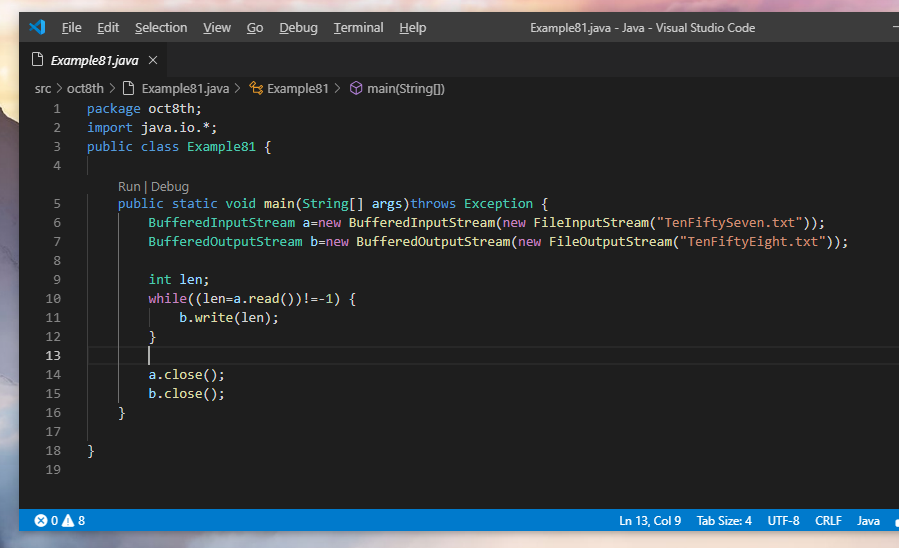 File Edit Selection View Go Debug Terminal Help Example81.java - Java - Visual Studio Code
Example81.java ×
src > oct8th > Example81.java > Example81 > main(String[])
1 package oct8th;
2 import java.io.*;
3 public class Example81 {
4
Run | Debug
5 public static void main(String[] args)throws Exception {
6 BufferedInputStream a=new BufferedInputStream(new FileInputStream("TenFiftySeven.txt"));
7 BufferedOutputStream b=new BufferedOutputStream(new FileOutputStream("TenFiftyEight.txt"));
8
9 int len;
10 while((len=a.read())!=-1) {
11 b.write(len);
12 }
13
14 a.close();
15 b.close();
16 }
17
18 }
19
0 8 Ln 13, Col 9 Tab Size: 4 UTF-8 CRLF Java